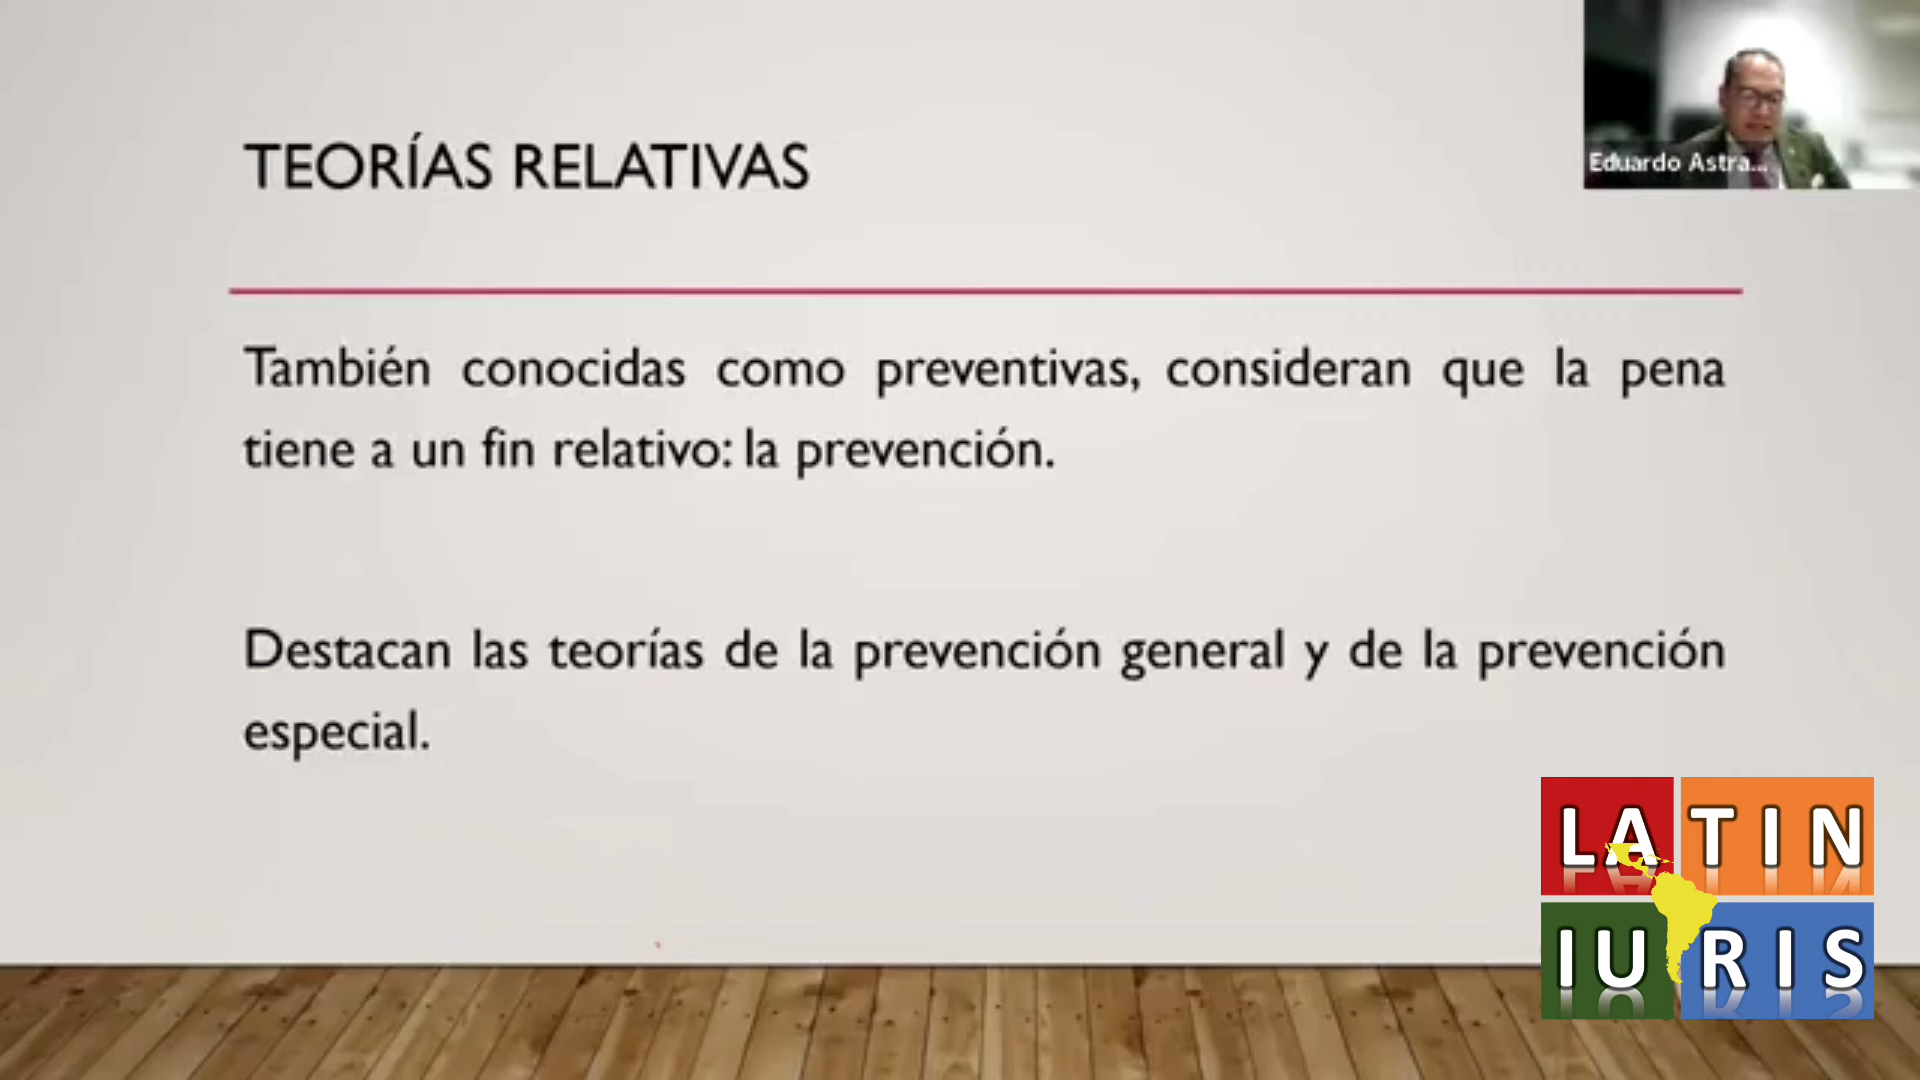 TEORÍAS RELATIVAS
Eduardo Astra...
También conocidas como preventivas, consideran que la pena
tiene a un fin relativo: la prevención.
Destacan las teorías de la prevención general y de la prevención
especial.
LATIN
IURIS